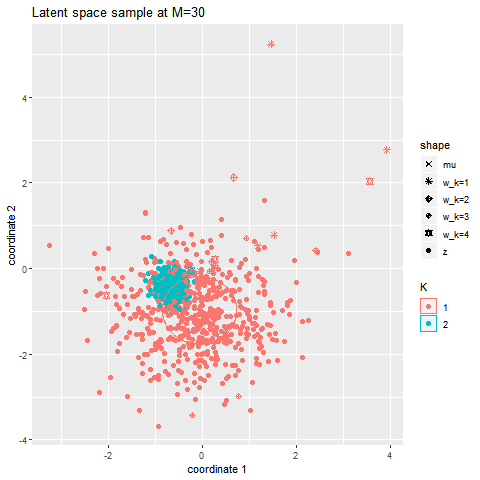 Latent space sample at M=30
coordinate 2
4
2
0
-2
-4
-2
0
2
4
coordinate 1
shape
mu
w_k=1
w_k=2
w_k=3
w_k=4
z
K
1
2